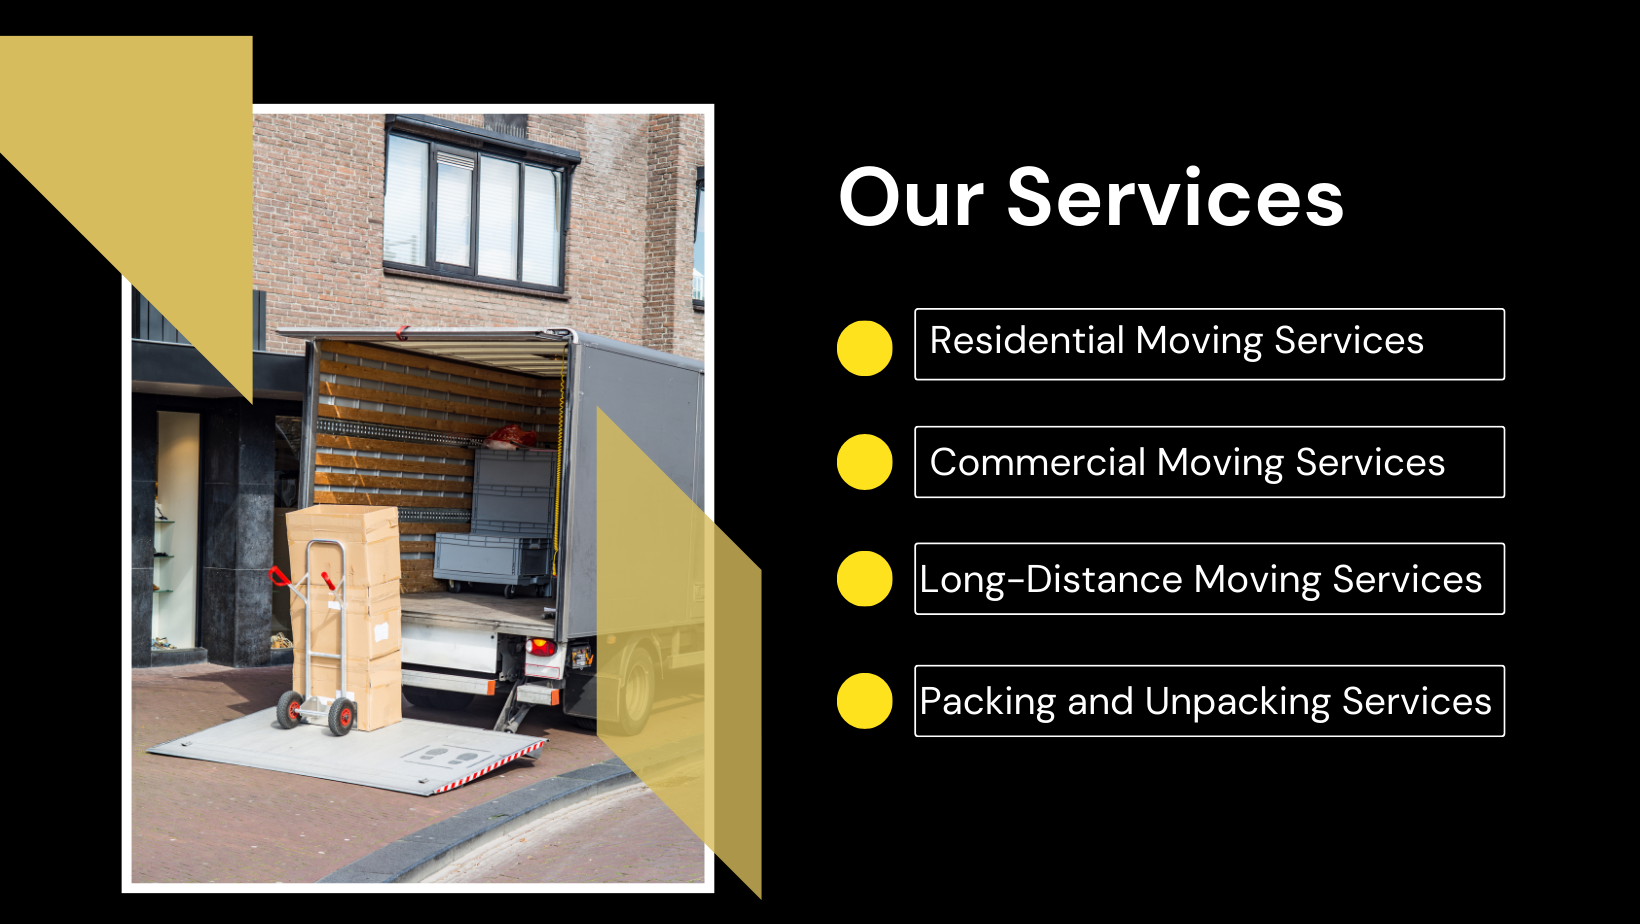 Our Services
Residential Moving Services
Commercial Moving Services
Long-Distance Moving Services
Packing and Unpacking Services